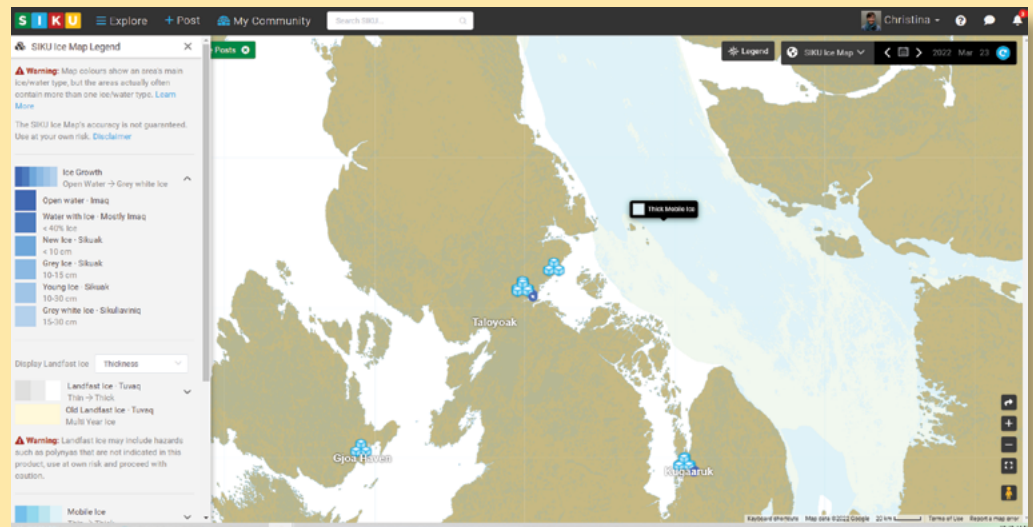 SIKU Explore + Post My Community Search SIKU... Christina
SIKU Ice Map Legend
Posts
Legend
SIKU Ice Map
2022 Mar 23
Warning: Map colours show an area's main
ice/water type, but the areas actually often
contain more than one ice/water type. Learn
More
The SIKU Ice Map's accuracy is not guaranteed.
Use at your own risk. Disclaimer
Ice Growth
Open Water → Grey white Ice
Open water - Imaq
Water with Ice - Mostly Imaq
< 40% Ice
New Ice - Sikuak
< 10 cm
Grey Ice - Sikuak
10-15 cm
Young Ice - Sikuak
10-30 cm
Grey white Ice - Sikuliaviniq
15-30 cm
Display Landfast Ice Thickness
Landfast Ice - Tuvaq
Thin → Thick
Old Landfast Ice - Tuvaq
Multi Year Ice
Warning: Landfast Ice may include hazards
such as polynyas that are not indicated in this
product, use at own risk and proceed with
caution.
Mobile Ice
Thin → Thick
Thick Mobile Ice
Taloyoak
Gjoa Haven
Kugaaruk
Keyboard shortcuts Map data ©2022 Google 20 km Terms of Use Report a map error